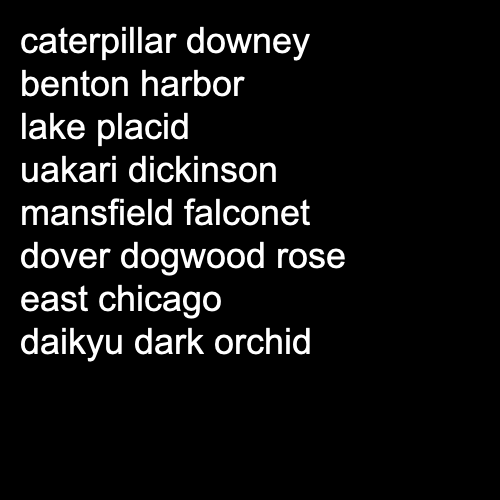 caterpillar downey
benton harbor
lake placid
uakari dickinson
mansfield falconet
dover dogwood rose
east chicago
daikyu dark orchid